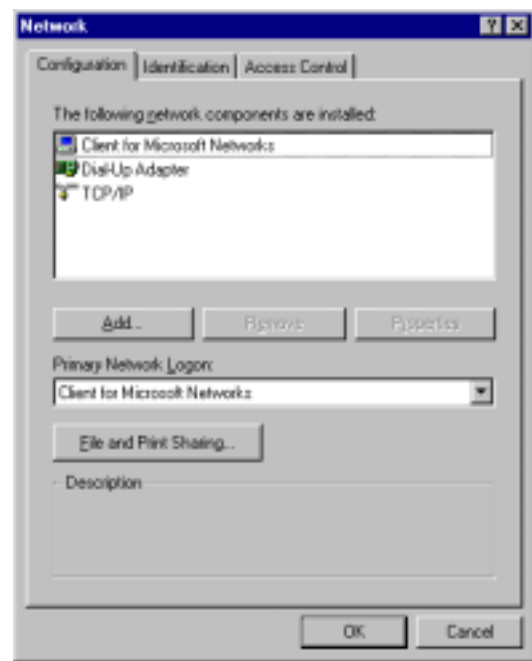 Network
Configuration Identification Access Control
The following network components are installed:
Client for Microsoft Networks
Dial-Up Adapter
TCP/IP
Add... Remove Properties
Primary Network Logon:
Client for Microsoft Networks
File and Print Sharing...
Description
OK Cancel